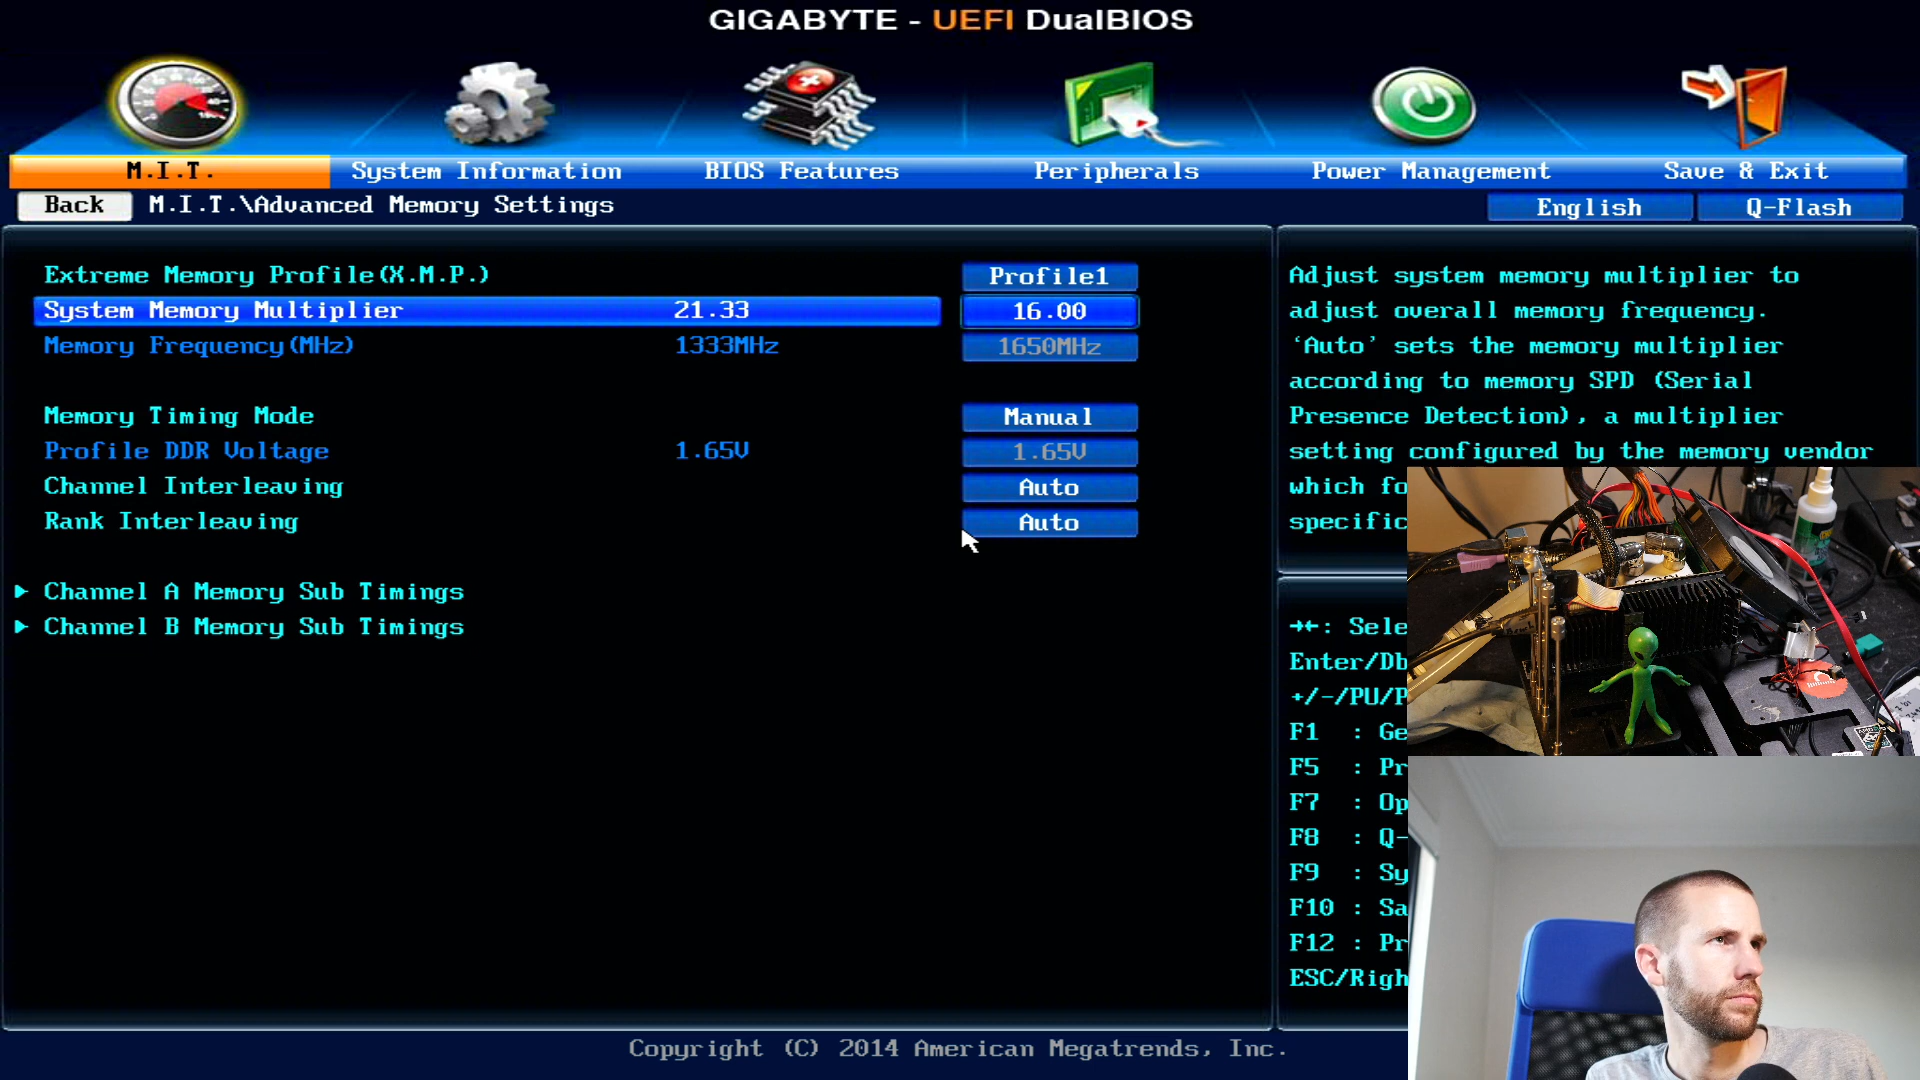 GIGABYTE - UEFI DualBIOS
M.I.T. System Information BIOS Features Peripherals Power Management Save & Exit
Back M.I.T.\Advanced Memory Settings English Q-Flash
Extreme Memory Profile(X.M.P.) Profile1
System Memory Multiplier 21.33 16.00
Memory Frequency(MHz) 1333MHz 1650MHz
Memory Timing Mode Manual
Profile DDR Voltage 1.65V 1.65V
Channel Interleaving Auto
Rank Interleaving Auto
Channel A Memory Sub Timings
Channel B Memory Sub Timings
Adjust system memory multiplier to
adjust overall memory frequency.
‘Auto’ sets the memory multiplier
according to memory SPD (Serial
Presence Detection), a multiplier
setting configured by the memory vendor
which fo
specific
→←: Sele
Enter/Db
+/-/PU/P
F1 : Ge
F5 : Pr
F7 : Op
F8 : Q-
F9 : Sy
F10 : Sa
F12 : Pr
ESC/Righ
Copyright (C) 2014 American Megatrends, Inc.